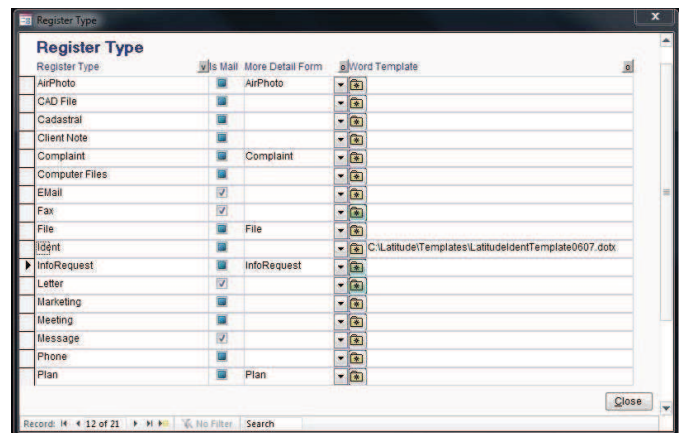 Register Type
Register Type
Register Type v Is Mail More Detail Form o Word Template o
AirPhoto AirPhoto
CAD File
Cadastral
Client Note
Complaint Complaint
Computer Files
EMail
Fax
File File
Ident C:\Latitude\Templates\LatitudeIdentTemplate0607.dotx
InfoRequest InfoRequest
Letter
Marketing
Meeting
Message
Phone
Plan Plan
Close
Record: 12 of 21 No Filter Search